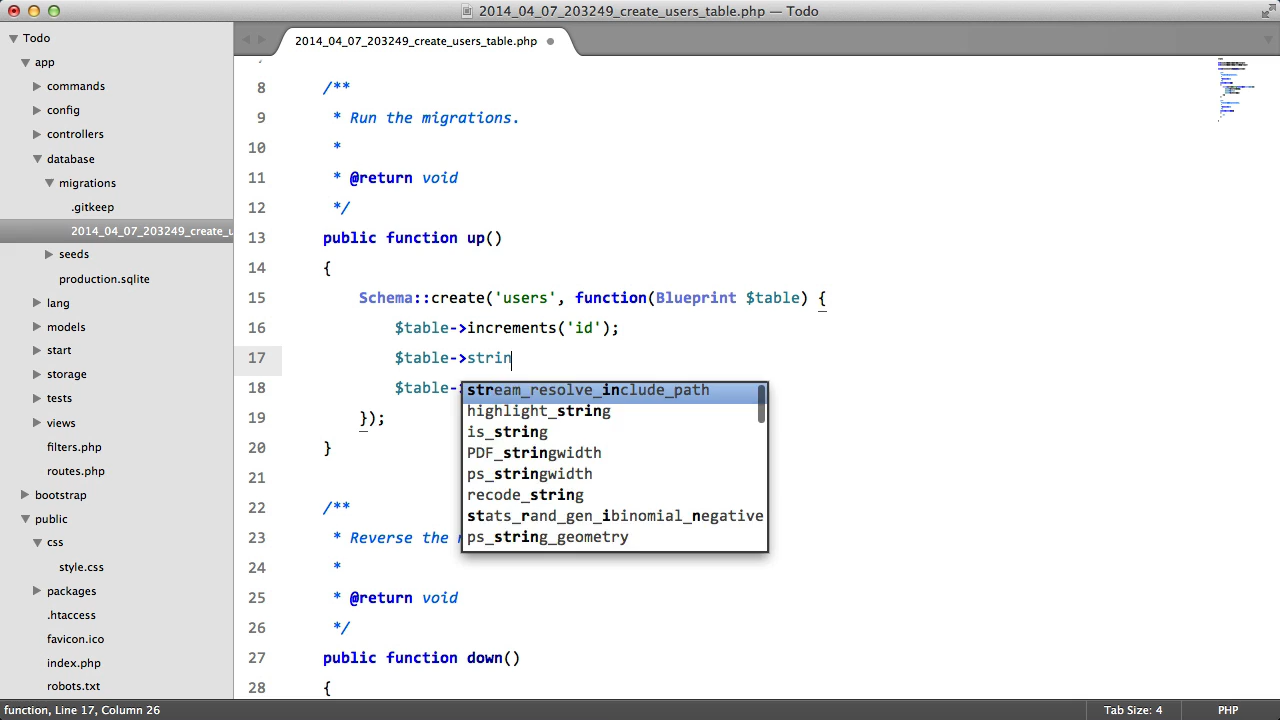 2014_04_07_203249_create_users_table.php — Todo
Todo
app
commands
config
controllers
database
migrations
.gitkeep
2014_04_07_203249_create_u
seeds
production.sqlite
lang
models
start
storage
tests
views
filters.php
routes.php
bootstrap
public
css
style.css
packages
.htaccess
favicon.ico
index.php
robots.txt
2014_04_07_203249_create_users_table.php
8 /**
9 * Run the migrations.
10 *
11 * @return void
12 */
13 public function up()
14 {
15 Schema::create('users', function(Blueprint $table) {
16 $table->increments('id');
17 $table->strin
18 $table-
19 });
20 }
21
22 /**
23 * Reverse the
24 *
25 * @return void
26 */
27 public function down()
28 {
stream_resolve_include_path
highlight_string
is_string
PDF_stringwidth
ps_stringwidth
recode_string
stats_rand_gen_ibinomial_negative
ps_string_geometry
function, Line 17, Column 26
Tab Size: 4
PHP